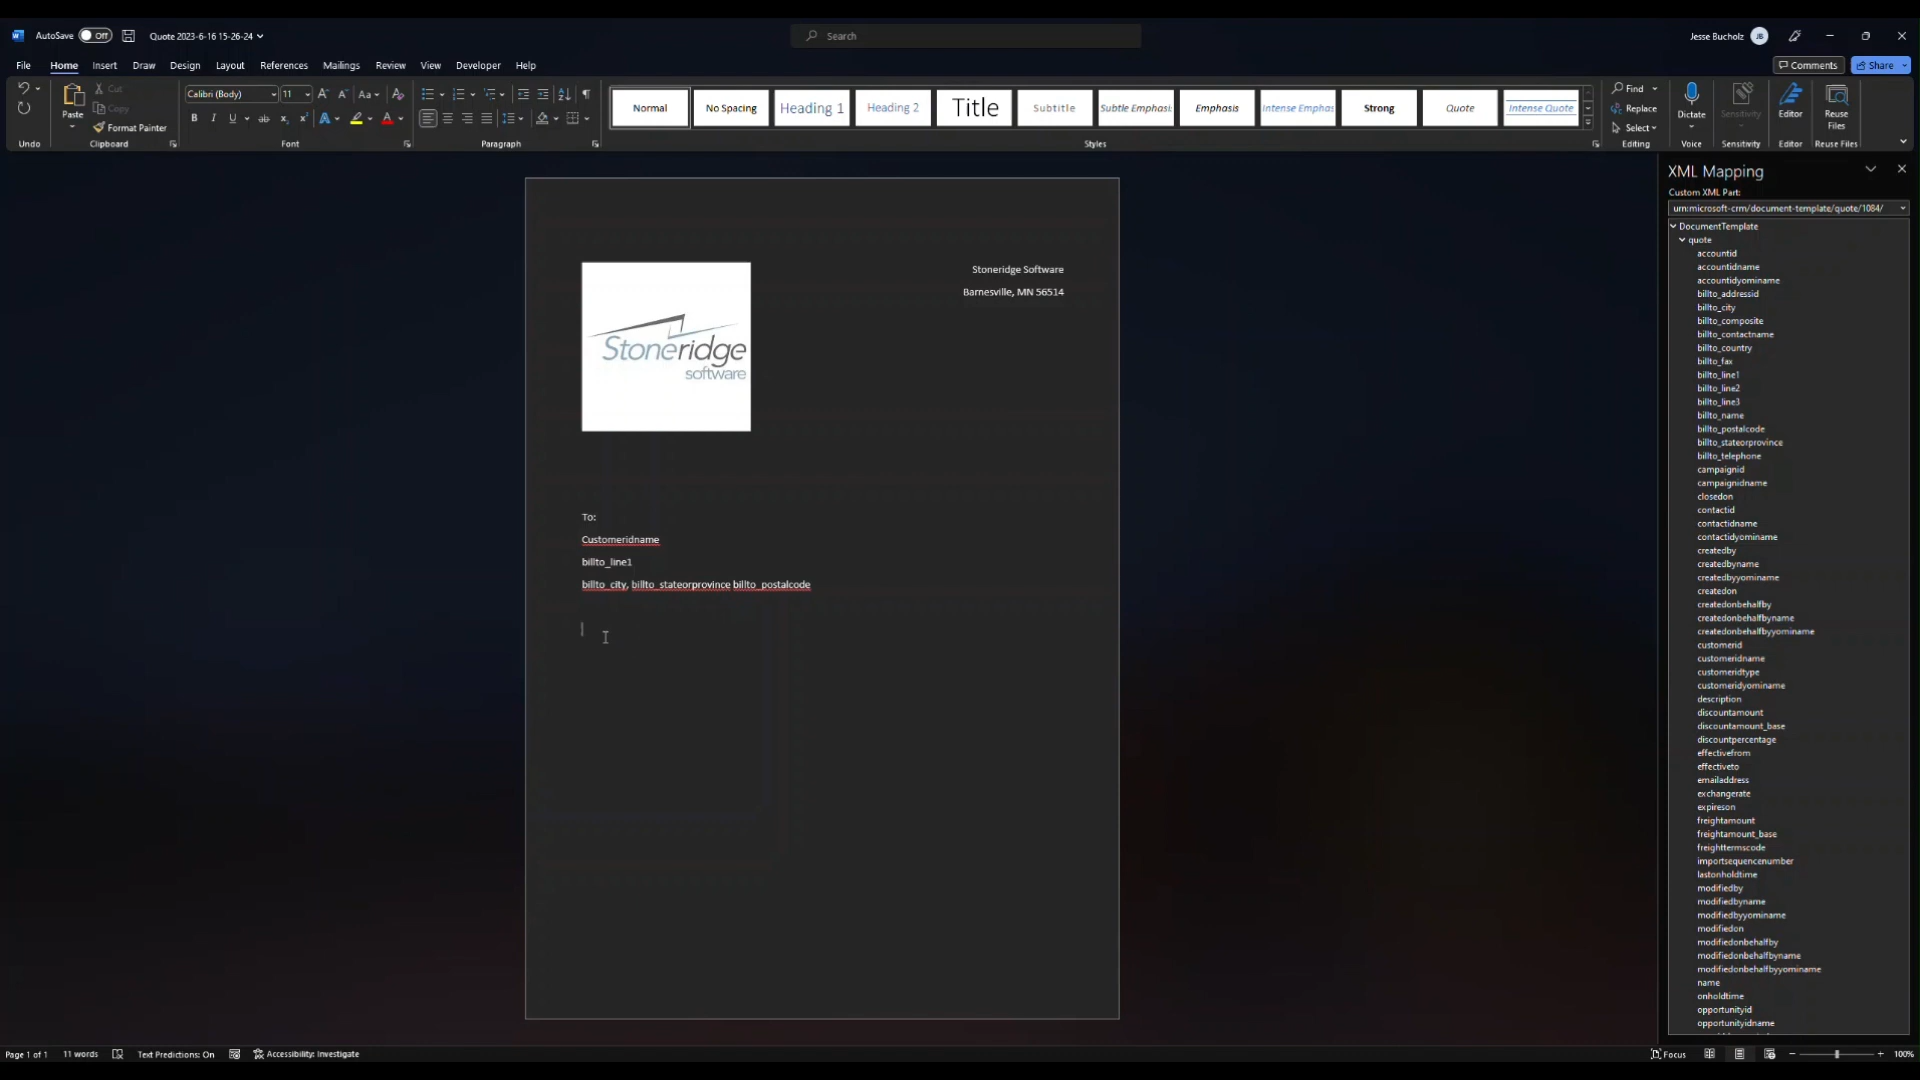 AutoSave Off Quote 2023-6-16 15-26-24 Search Jesse Bucholz JB
File Home Insert Draw Design Layout References Mailings Review View Developer Help Comments Share
Paste Cut Copy Format Painter
Calibri (Body) 11 Aa
B I U ab x x A A
Normal No Spacing Heading 1 Heading 2 Title Subtitle Subtle Emphasis Emphasis Intense Emphas Strong Quote Intense Quote
Find Replace Select Dictate Sensitivity Editor Reuse Files
Undo Clipboard Font Paragraph Styles Editing Voice Sensitivity Editor Reuse Files
Stoneridge software
Stoneridge Software
Barnesville, MN 56514
To:
Customeridname
billto_line1
billto_city, billto_stateorprovince billto_postalcode
XML Mapping
Custom XML Part:
urn:microsoft-crm/document-template/quote/1084/
DocumentTemplate
quote
accountid
accountidname
accountidyominame
billto_addressid
billto_city
billto_composite
billto_contactname
billto_country
billto_fax
billto_line1
billto_line2
billto_line3
billto_name
billto_postalcode
billto_stateorprovince
billto_telephone
campaignid
campaignidname
closedon
contactid
contactidname
contactidyominame
createdby
createdbyname
createdbyyominame
createdon
createdonbehalfby
createdonbehalfbyname
createdonbehalfbyyominame
customerid
customeridname
customeridtype
customeridyominame
description
discountamount
discountamount_base
discountpercentage
effectivefrom
effectiveto
emailaddress
exchangerate
expireson
freightamount
freightamount_base
freighttermscode
importsequencenumber
lastonholdtime
modifiedby
modifiedbyname
modifiedbyyominame
modifiedon
modifiedonbehalfby
modifiedonbehalfbyname
modifiedonbehalfbyyominame
name
onholdtime
opportunityid
opportunityidname
Page 1 of 1 11 words Text Predictions: On Accessibility: Investigate Focus 100%